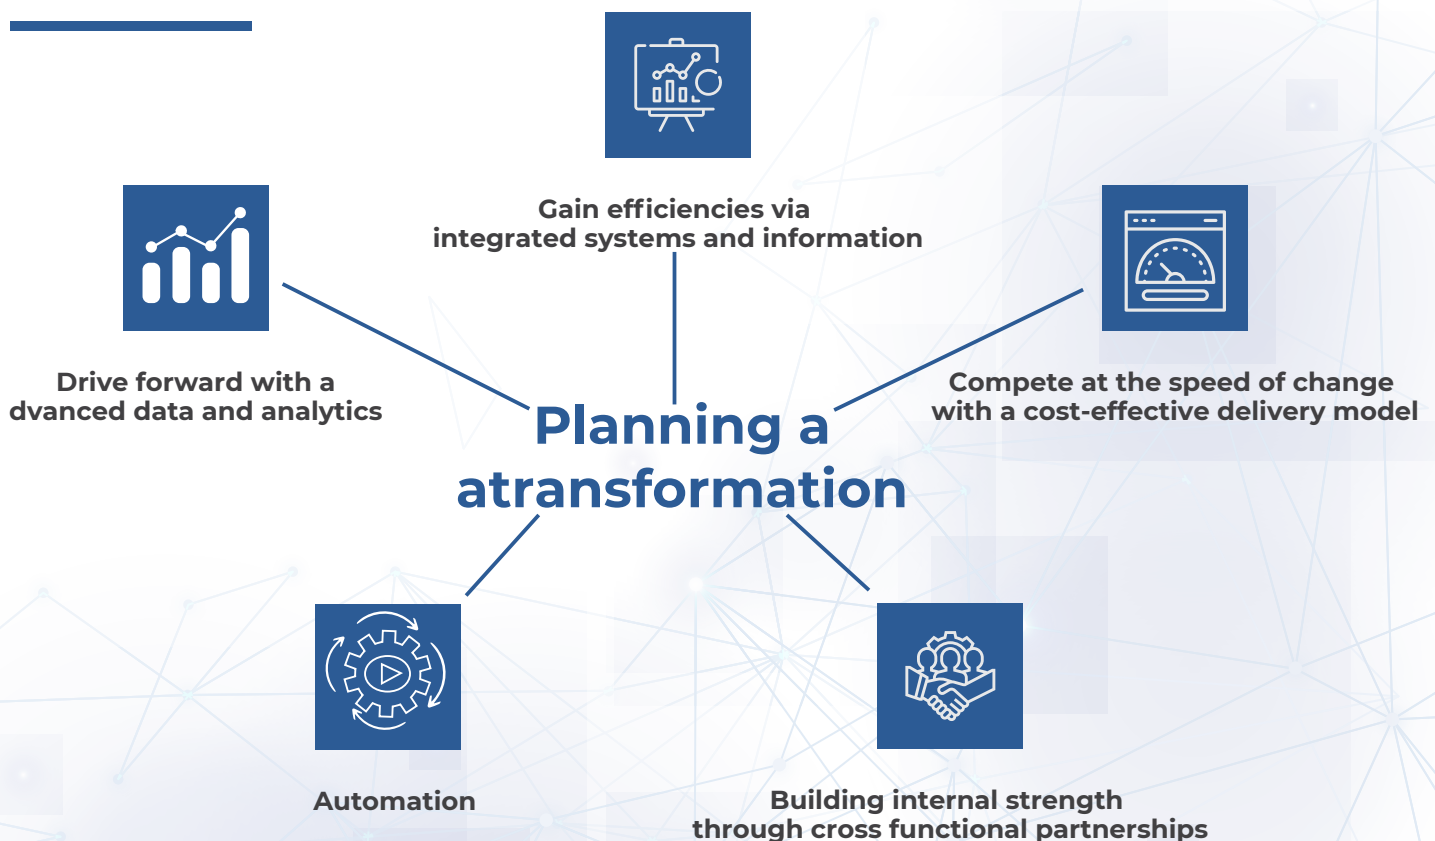 Gain efficiencies via
integrated systems and information
Drive forward with a
dvanced data and analytics
Compete at the speed of change
with a cost-effective delivery model
Planning a
atransformation
Automation
Building internal strength
through cross functional partnerships